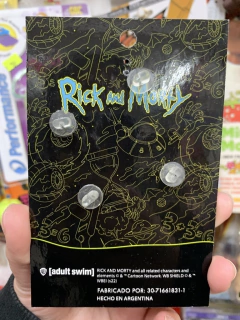 Performance
RICK AND MORTY
[adult swim]
RICK AND MORTY and all related characters and
elements © & ™ Cartoon Network. WB SHIELD © & ™
WBEI (s22)
FABRICADO POR: 30-71661831-1
HECHO EN ARGENTINA